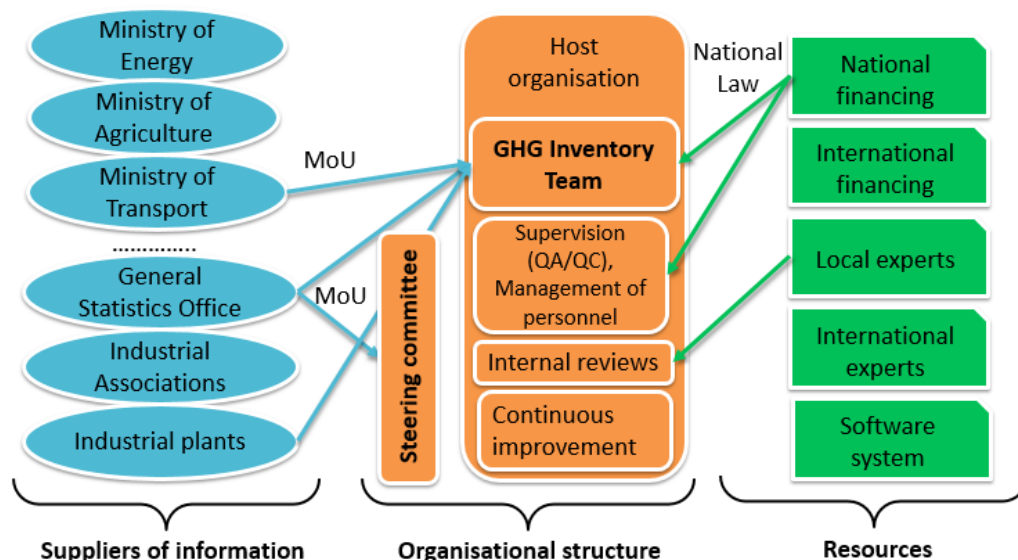 Ministry of
Energy
Ministry of
Agriculture
Ministry of
Transport
..............
General
Statistics Office
Industrial
Associations
Industrial plants
MoU
MoU
Steering committee
Host
organisation
GHG Inventory
Team
Supervision
(QA/QC),
Management of
personnel
Internal reviews
Continuous
improvement
National
Law
National
financing
International
financing
Local experts
International
experts
Software
system
Suppliers of information
Organisational structure
Resources